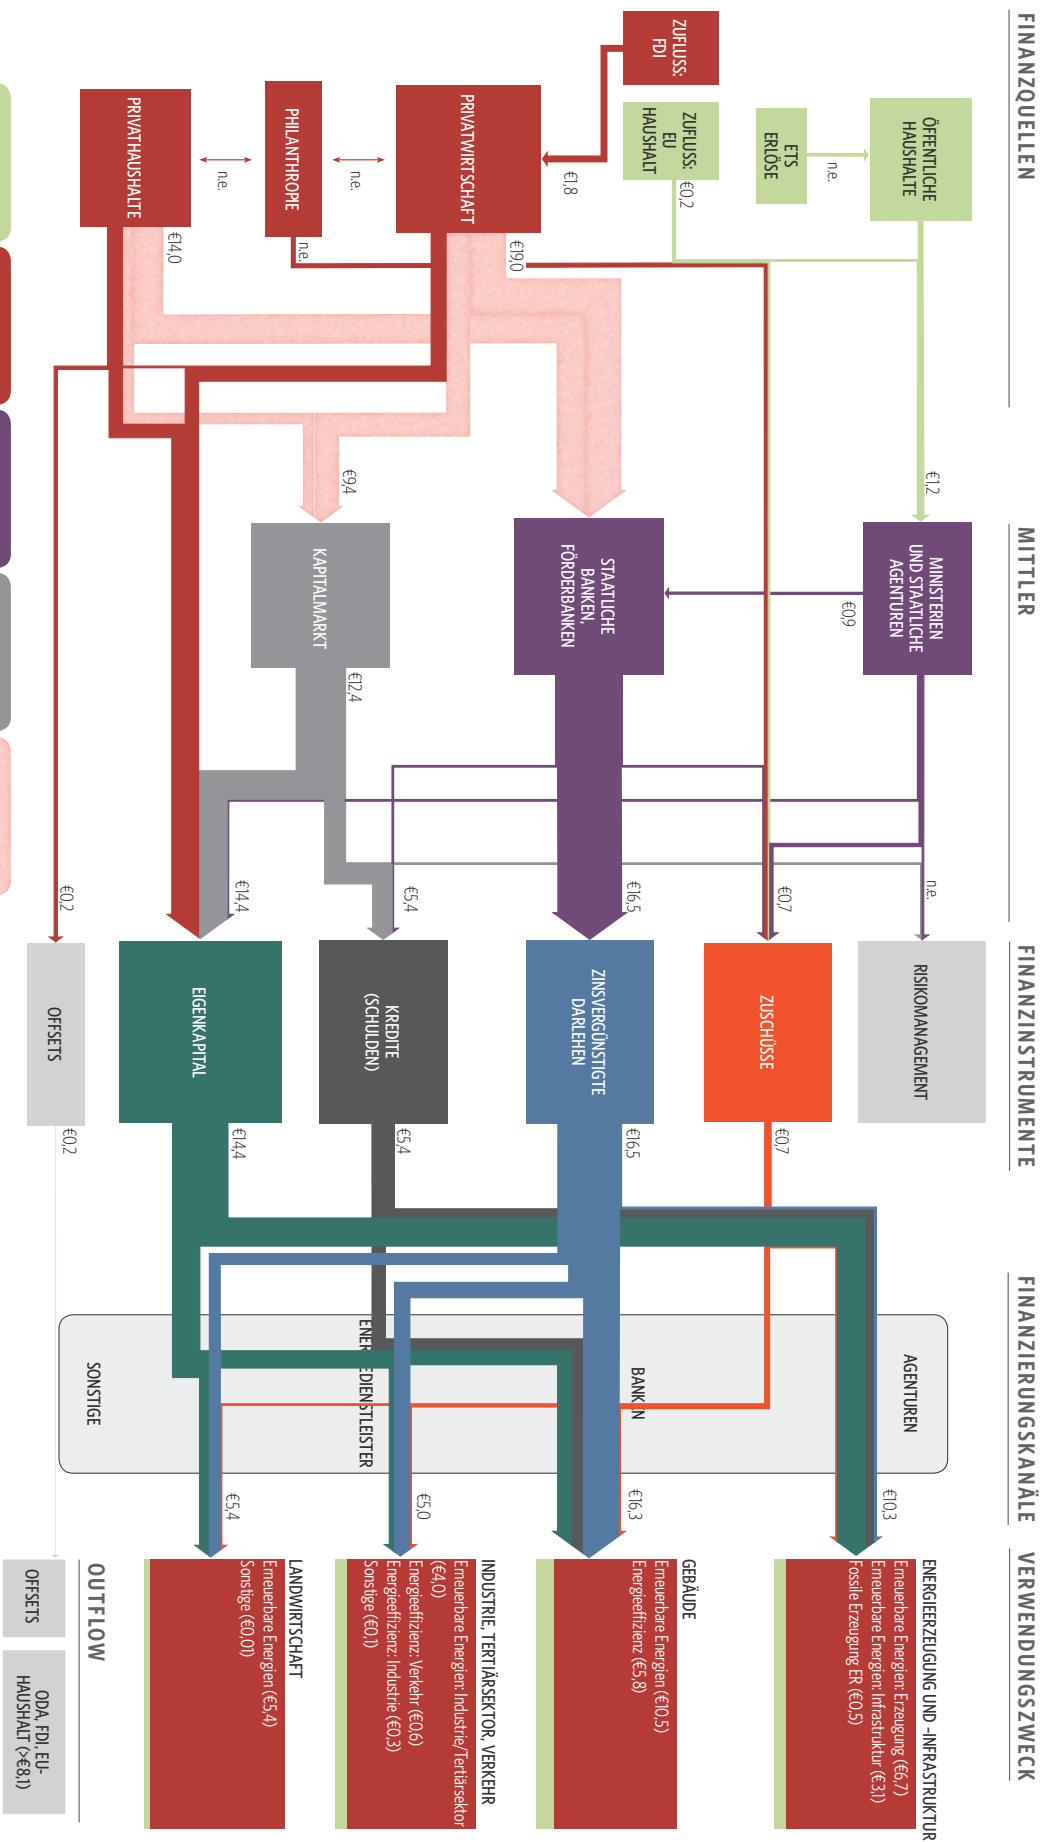 FINANZQUELLEN
ÖFFENTLICHE
HAUSHALTE
n.e.
ETS
ERLÖSE
ZUFLUSS:
EU
HAUSHALT
€0,2
ZUFLUSS:
FDI
€1,8
PRIVATWIRTSCHAFT
€19,0
n.e.
PHILANTHROPIE
n.e.
n.e.
PRIVATHAUSHALTE
€14,0
MITTLER
€1,2
MINISTERIEN
UND STAATLICHE
AGENTUREN
€0,9
STAATLICHE
BANKEN,
FÖRDERBANKEN
€9,4
KAPITALMARKT
€12,4
FINANZINSTRUMENTE
n.e.
RISIKOMANAGEMENT
€0,7
ZUSCHÜSSE
€0,7
€16,5
ZINSVERGÜNSTIGTE
DARLEHEN
€16,5
€5,4
KREDITE
(SCHULDEN)
€5,4
€14,4
EIGENKAPITAL
€14,4
€0,2
OFFSETS
€0,2
FINANZIERUNGSKANÄLE
AGENTUREN
BANKEN
ENERGIEDIENSTLEISTER
SONSTIGE
€10,3
€16,3
€5,0
€5,4
VERWENDUNGSZWECK
ENERGIEERZEUGUNG UND -INFRASTRUKTUR
Erneuerbare Energien: Erzeugung (€6,7)
Erneuerbare Energien: Infrastruktur (€3,1)
Fossile Erzeugung ER (€0,5)
GEBÄUDE
Erneuerbare Energien (€10,5)
Energieeffizienz (€5,8)
INDUSTRIE, TERTIÄRSEKTOR, VERKEHR
Erneuerbare Energien: Industrie/Tertiärsektor
(€4,0)
Energieeffizienz: Verkehr (€0,6)
Energieeffizienz: Industrie (€0,3)
Sonstige (€0,1)
LANDWIRTSCHAFT
Erneuerbare Energien (€5,4)
Sonstige (€0,01)
OUTFLOW
OFFSETS
ODA, FDI, EU-
HAUSHALT (>€8,1)